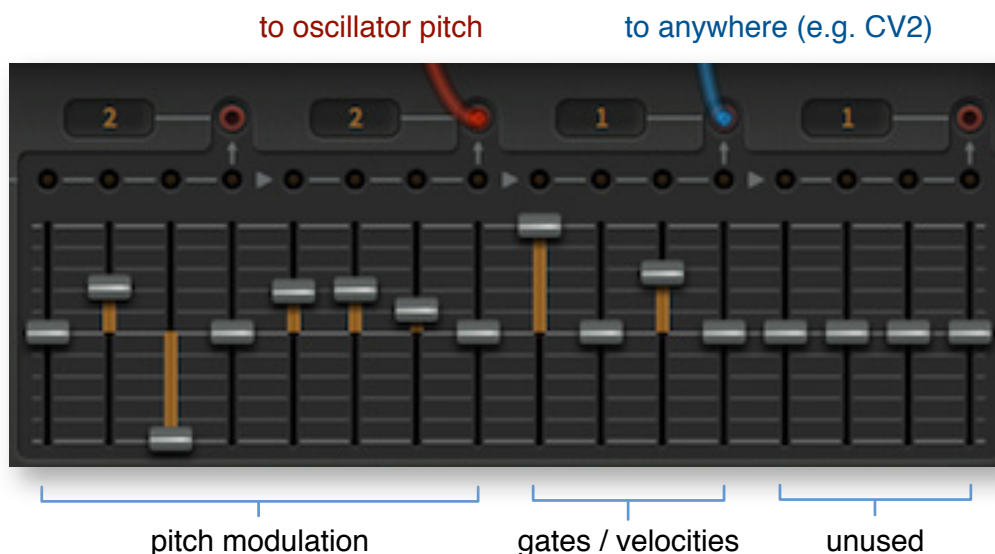 to oscillator pitch
to anywhere (e.g. CV2)
2
2
1
1
pitch modulation
gates / velocities
unused